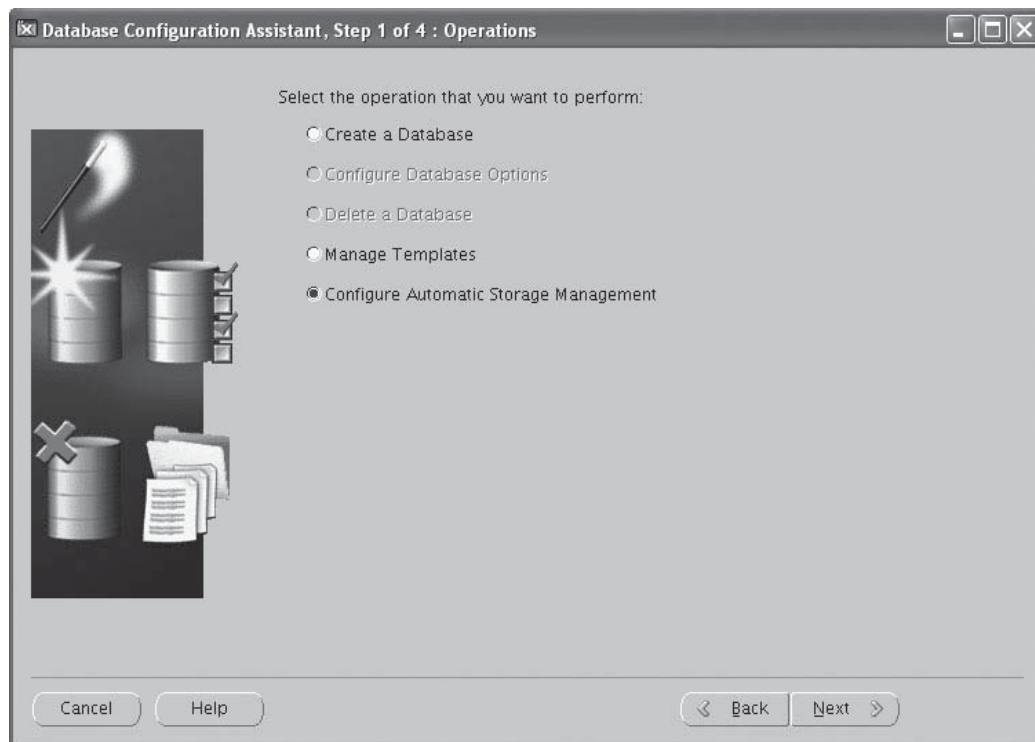 Database Configuration Assistant, Step 1 of 4 : Operations
Select the operation that you want to perform:
Create a Database
Configure Database Options
Delete a Database
Manage Templates
Configure Automatic Storage Management
Cancel
Help
Back
Next